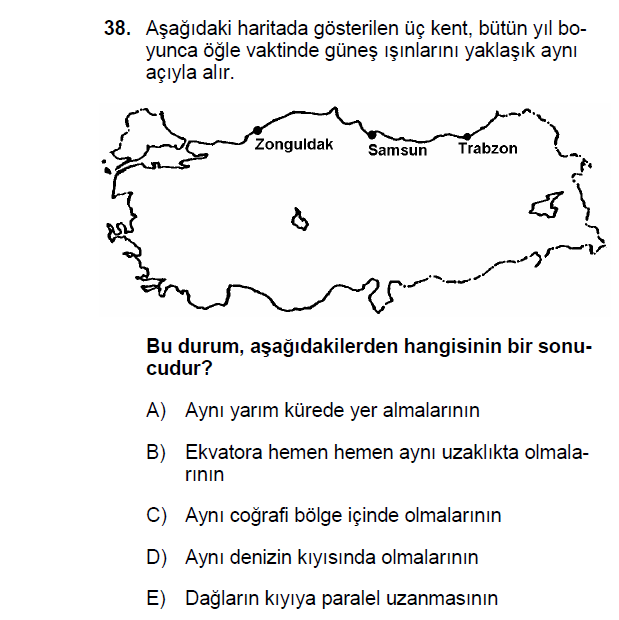 38. Aşağıdaki haritada gösterilen üç kent, bütün yıl bo-
yunca öğle vaktinde güneş ışınlarını yaklaşık aynı
açıyla alır.
Zonguldak
Samsun
Trabzon
Bu durum, aşağıdakilerden hangisinin bir sonu-
cudur?
A) Aynı yarım kürede yer almalarının
B) Ekvatora hemen hemen aynı uzaklıkta olmala-
rının
C) Aynı coğrafi bölge içinde olmalarının
D) Aynı denizin kıyısında olmalarının
E) Dağların kıyıya paralel uzanmasının